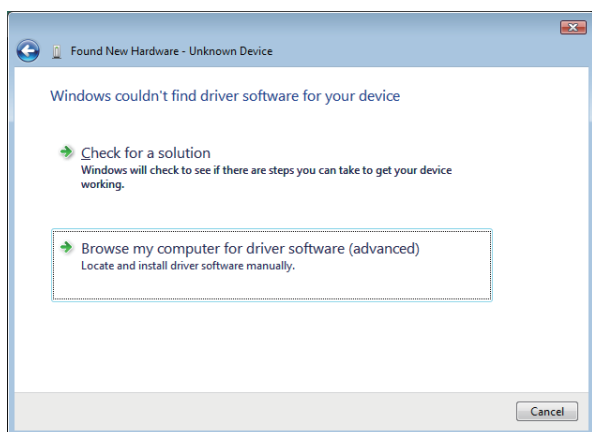 Found New Hardware - Unknown Device
Windows couldn't find driver software for your device
Check for a solution
Windows will check to see if there are steps you can take to get your device
working.
Browse my computer for driver software (advanced)
Locate and install driver software manually.
Cancel